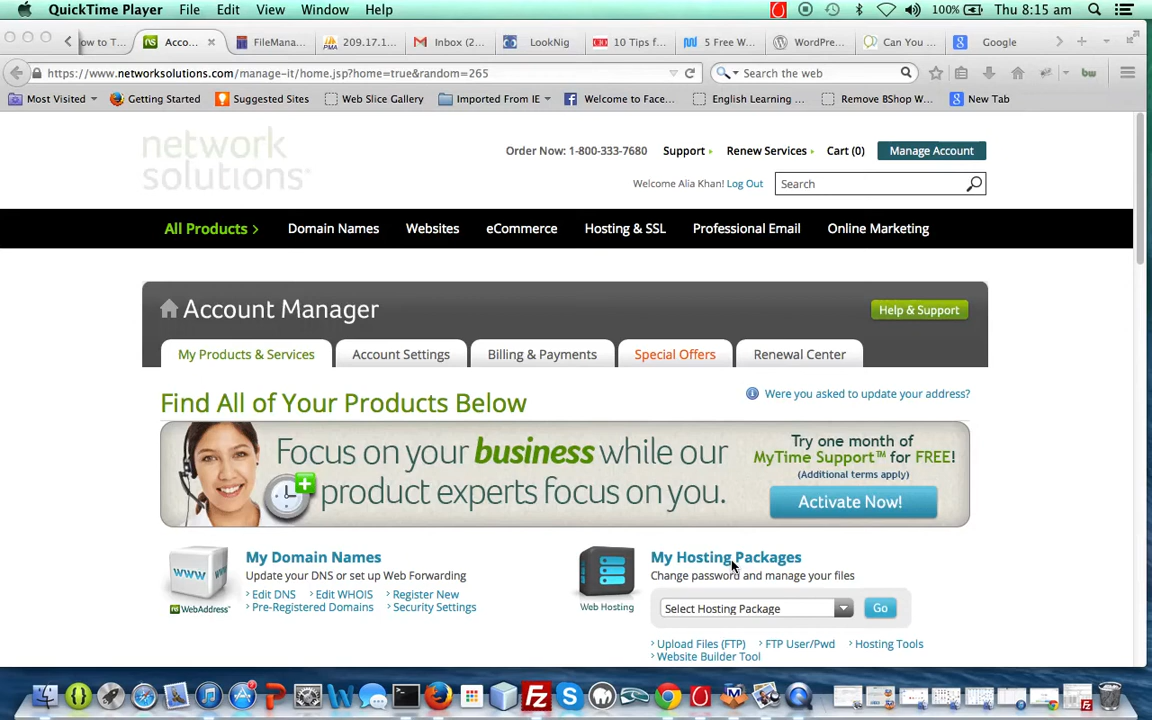 QuickTime Player File Edit View Window Help 100% Thu 8:15 am
ow to T... Acco... FileMana... 209.17.1... Inbox (2... LookNig 10 Tips f... 5 Free W... WordPre... Can You ... Google
https://www.networksolutions.com/manage-it/home.jsp?home=true&random=265 Search the web bw
Most Visited Getting Started Suggested Sites Web Slice Gallery Imported From IE Welcome to Face... English Learning ... Remove BShop W... New Tab
network
solutions
Order Now: 1-800-333-7680 Support Renew Services Cart (0) Manage Account
Welcome Alia Khan! Log Out Search
All Products > Domain Names Websites eCommerce Hosting & SSL Professional Email Online Marketing
Account Manager Help & Support
My Products & Services Account Settings Billing & Payments Special Offers Renewal Center
Find All of Your Products Below Were you asked to update your address?
Focus on your business while our
product experts focus on you.
Try one month of
MyTime Support™ for FREE!
(Additional terms apply)
Activate Now!
WWW
ns WebAddress
My Domain Names
Update your DNS or set up Web Forwarding
Edit DNS Edit WHOIS Register New
Pre-Registered Domains Security Settings
Web Hosting
My Hosting Packages
Change password and manage your files
Select Hosting Package Go
Upload Files (FTP) FTP User/Pwd Hosting Tools
Website Builder Tool